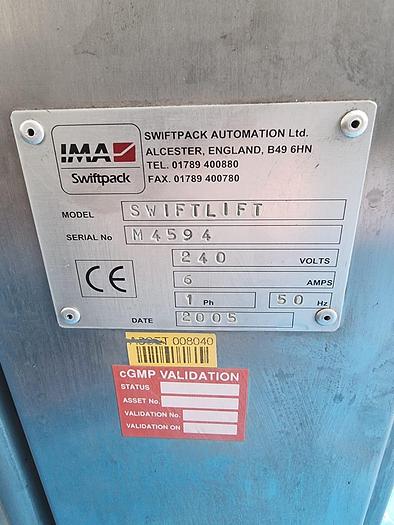 IMA
Swiftpack
SWIFTPACK AUTOMATION Ltd.
ALCESTER, ENGLAND, B49 6HN
TEL. 01789 400880
FAX. 01789 400780
MODEL SWIFTLIFT
SERIAL No M4594
CE
240 VOLTS
6 AMPS
1 Ph 50 Hz
DATE 2005
ASSET 008040
cGMP VALIDATION
STATUS
ASSET No.
VALIDATION No.
VALIDATION ON